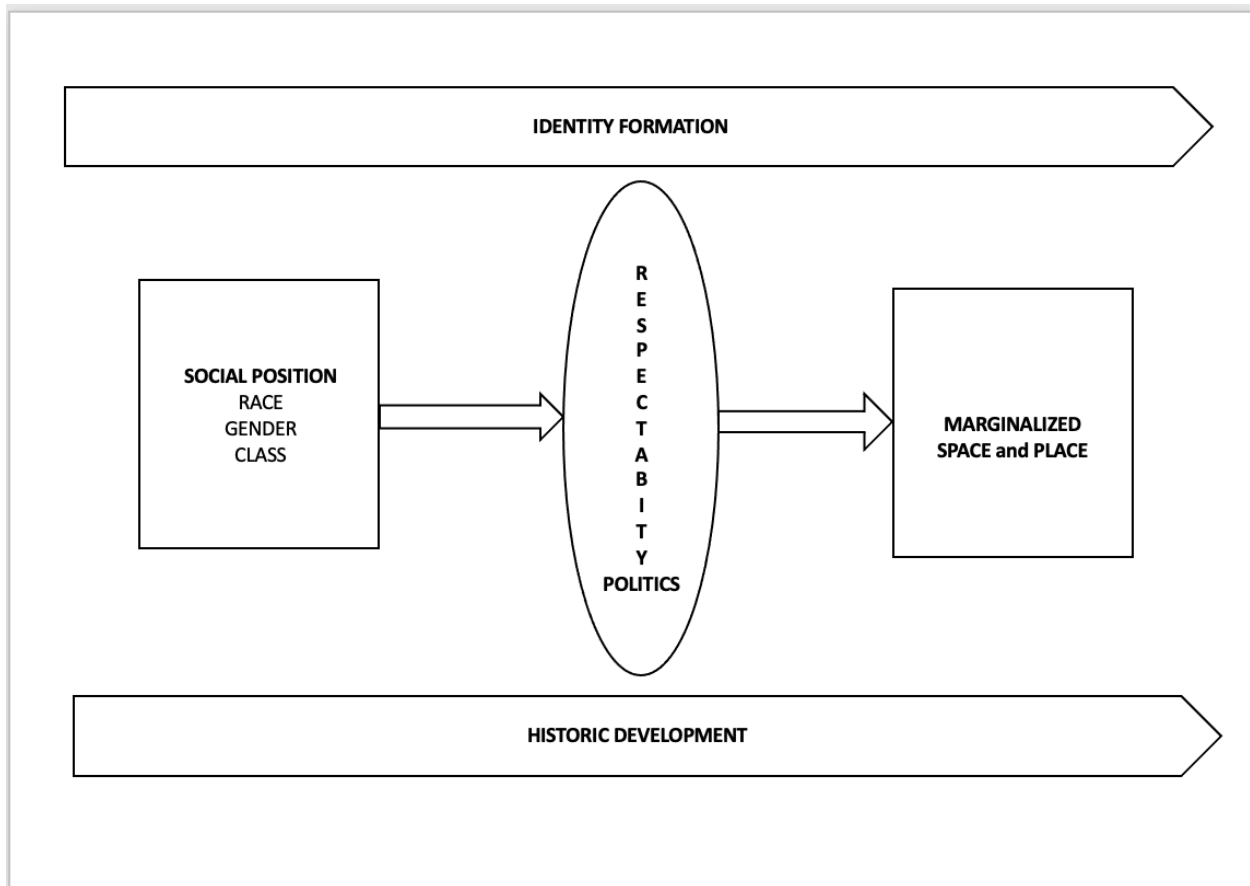 IDENTITY FORMATION
SOCIAL POSITION
RACE
GENDER
CLASS
R
E
S
P
E
C
T
A
B
I
T
Y
POLITICS
MARGINALIZED
SPACE and PLACE
HISTORIC DEVELOPMENT